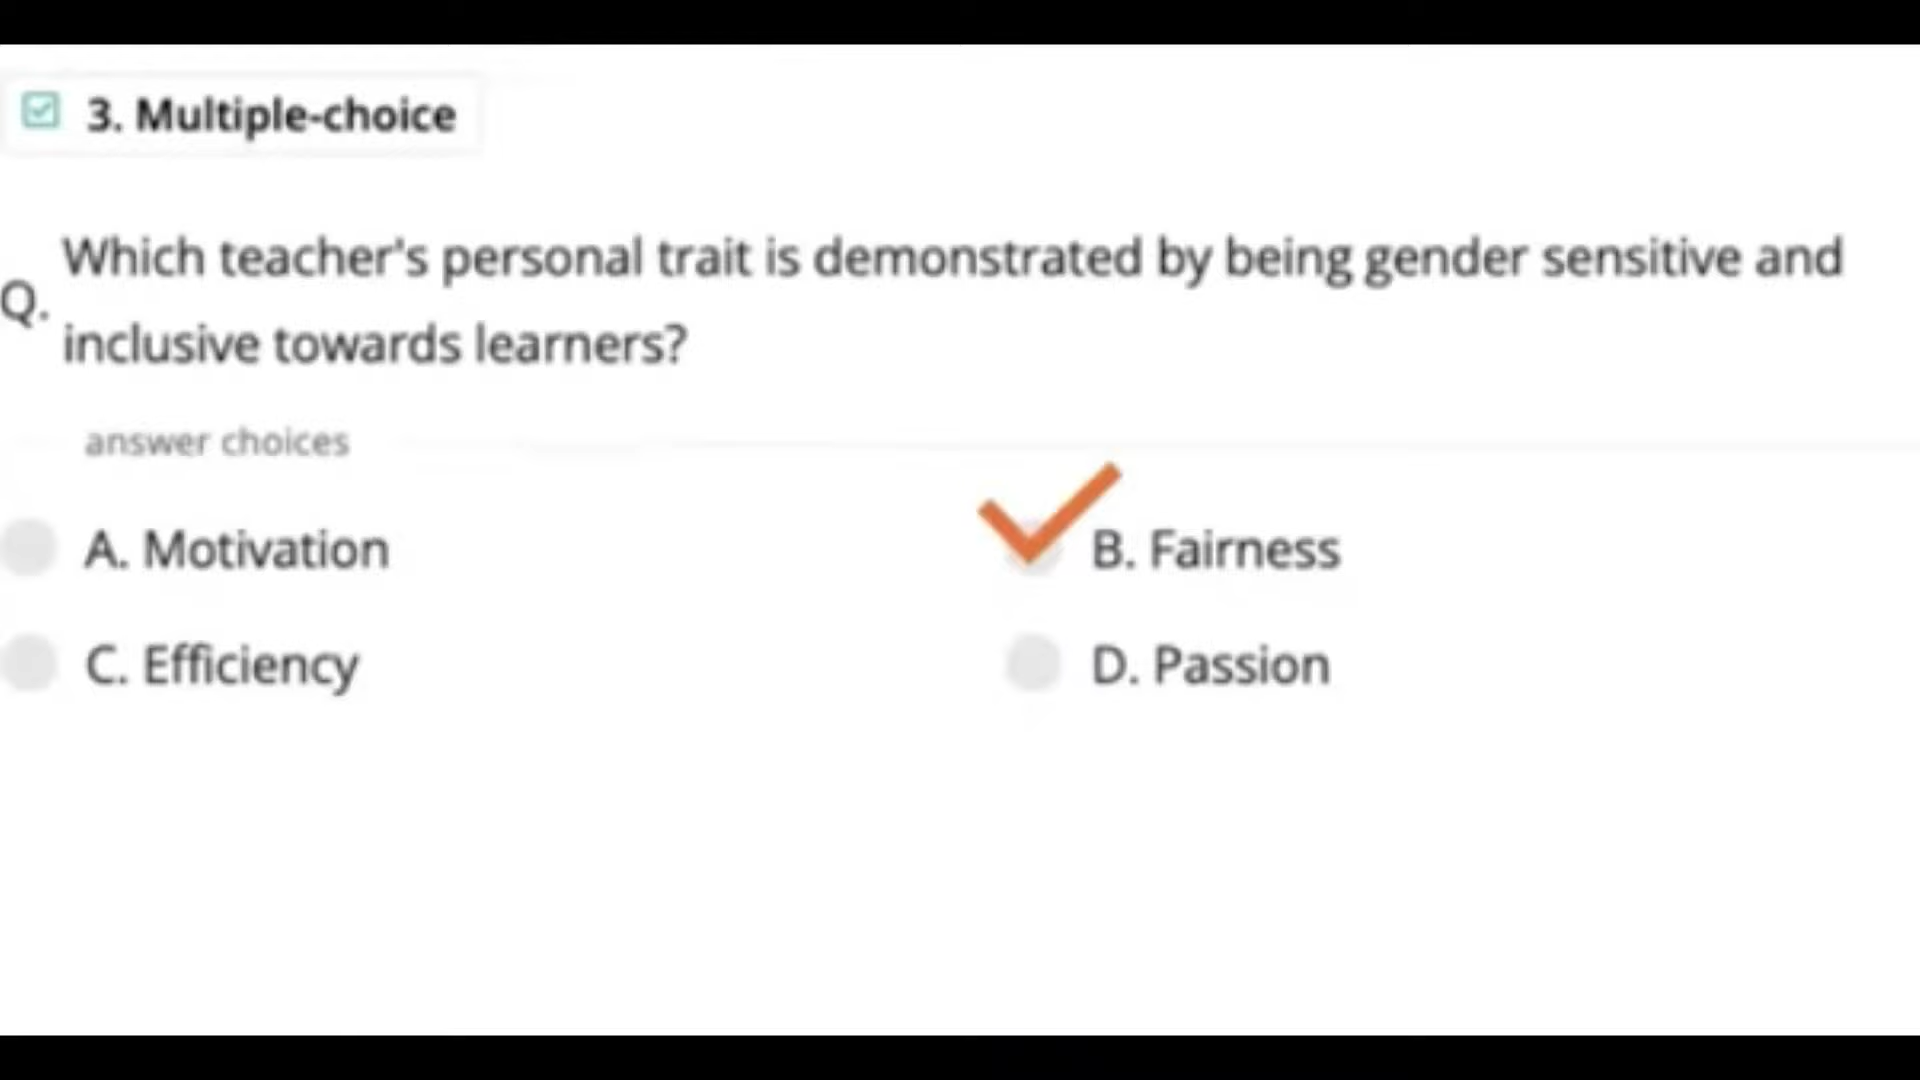 3. Multiple-choice
Which teacher's personal trait is demonstrated by being gender sensitive and
Q.
inclusive towards learners?
answer choices
A. Motivation
B. Fairness
C. Efficiency
D. Passion